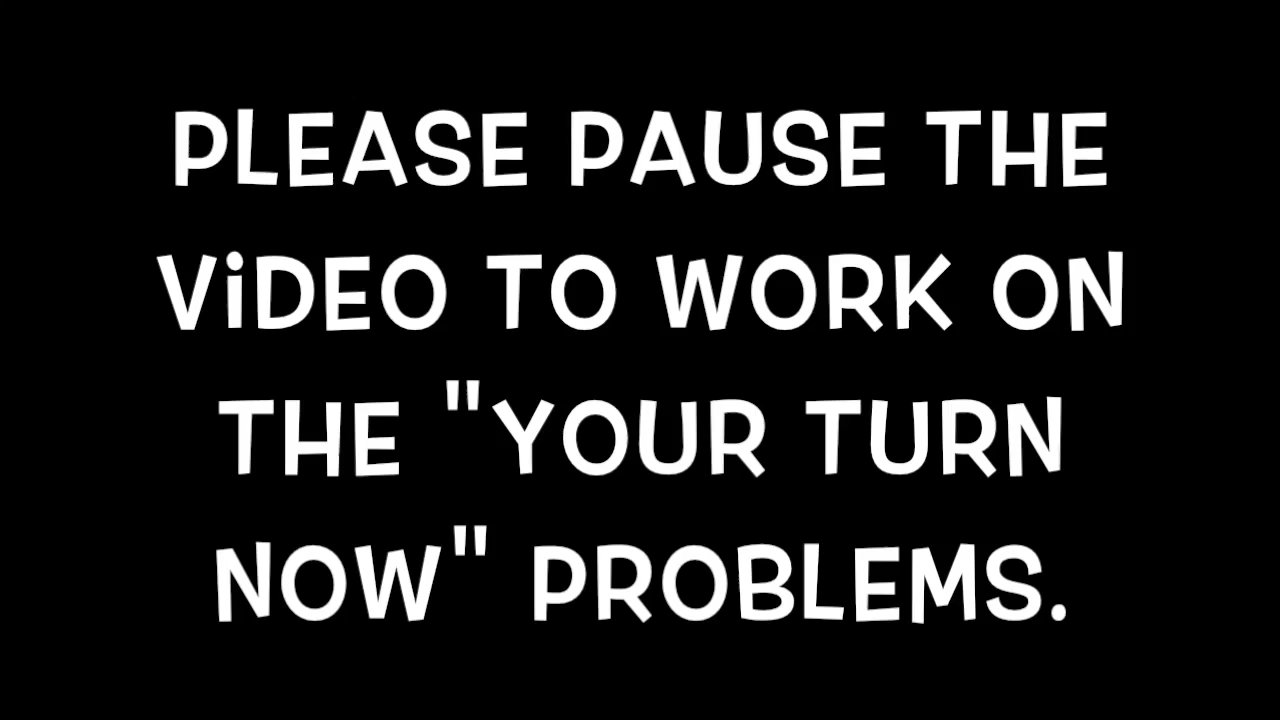 PLEASE PAUSE THE
ViDEO TO WORK ON
THE "YOUR TURN
NOW" PROBLEMS.